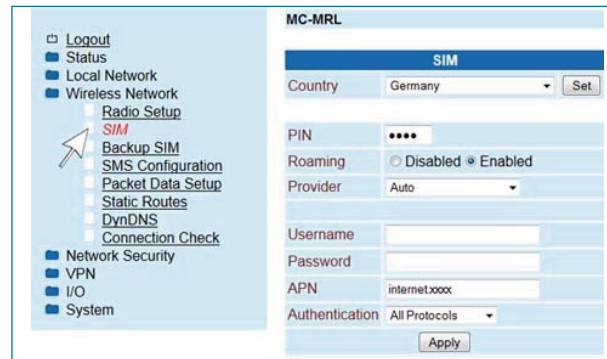 Logout
Status
Local Network
Wireless Network
Radio Setup
SIM
Backup SIM
SMS Configuration
Packet Data Setup
Static Routes
DynDNS
Connection Check
Network Security
VPN
I/O
System
MC-MRL
SIM
Country Germany Set
PIN ••••
Roaming Disabled Enabled
Provider Auto
Username
Password
APN internet.xxxx
Authentication All Protocols
Apply